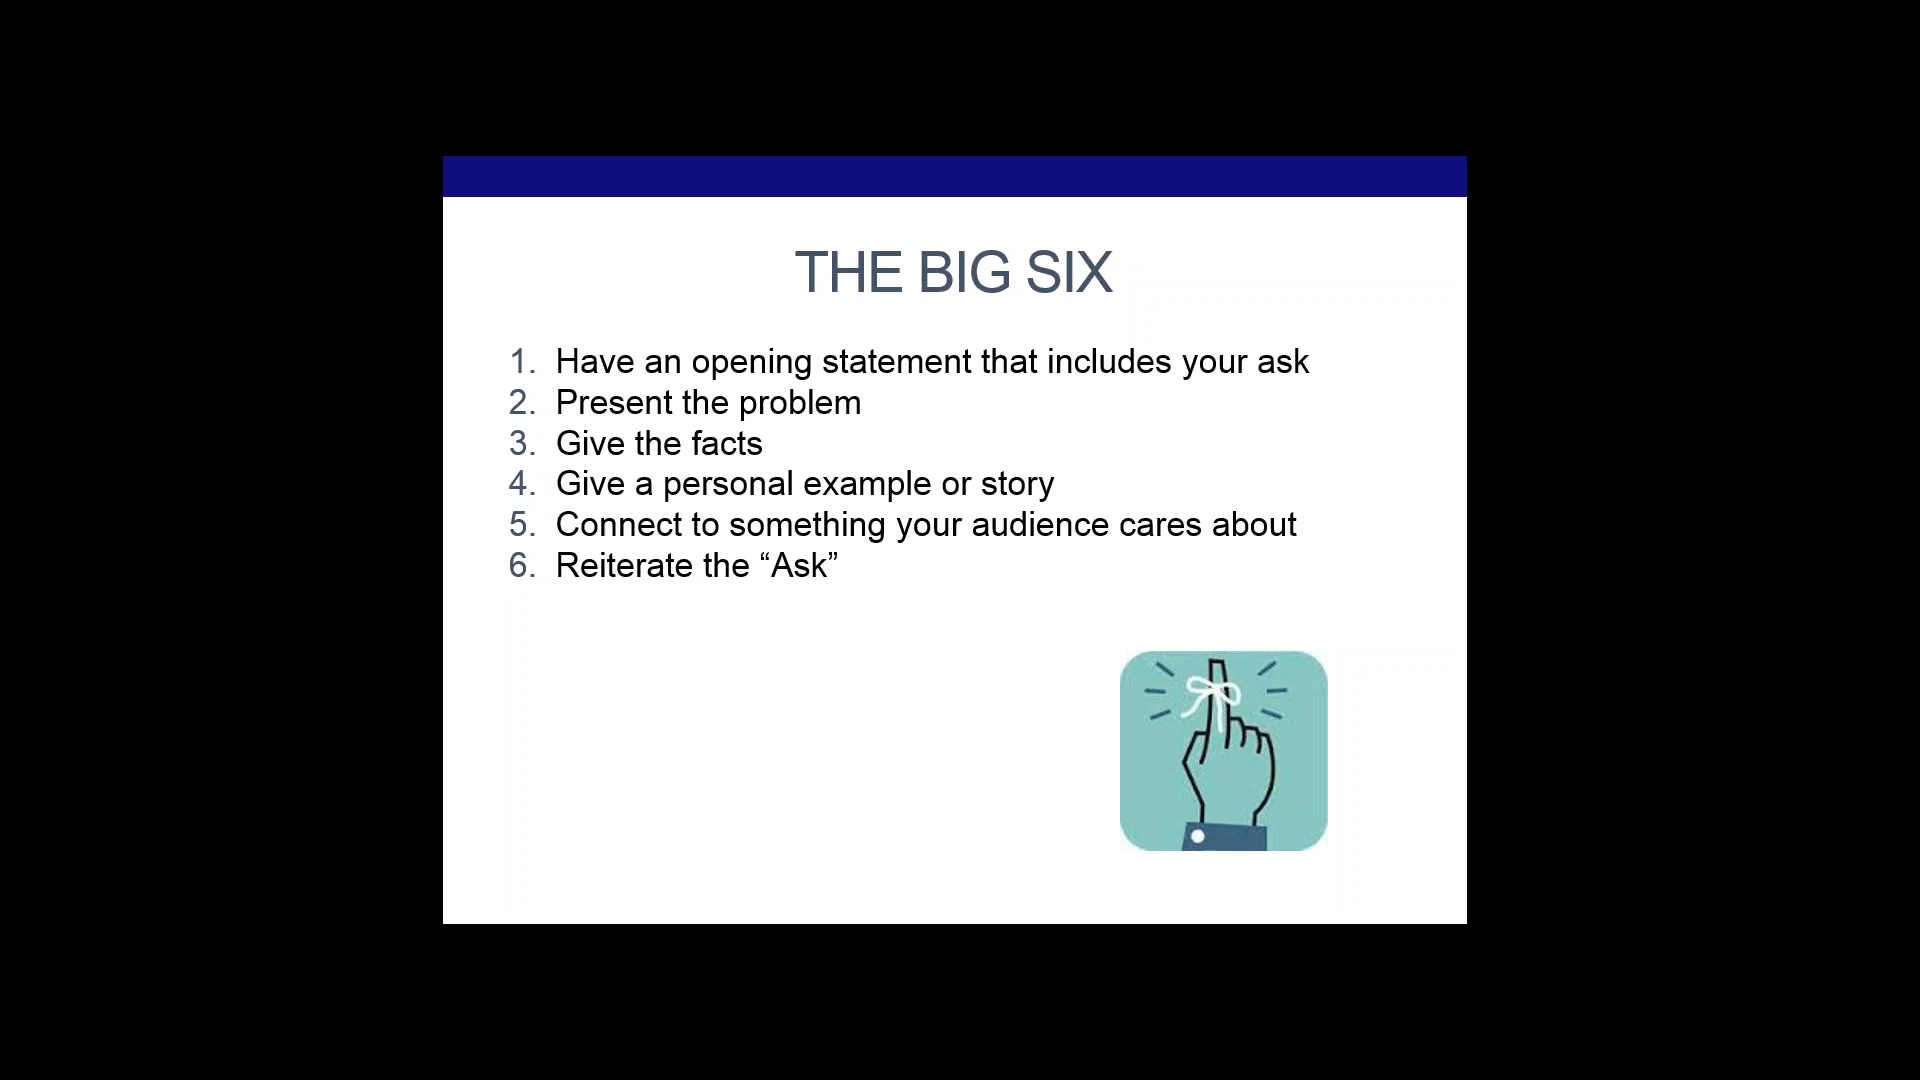 THE BIG SIX
1. Have an opening statement that includes your ask
2. Present the problem
3. Give the facts
4. Give a personal example or story
5. Connect to something your audience cares about
6. Reiterate the “Ask”